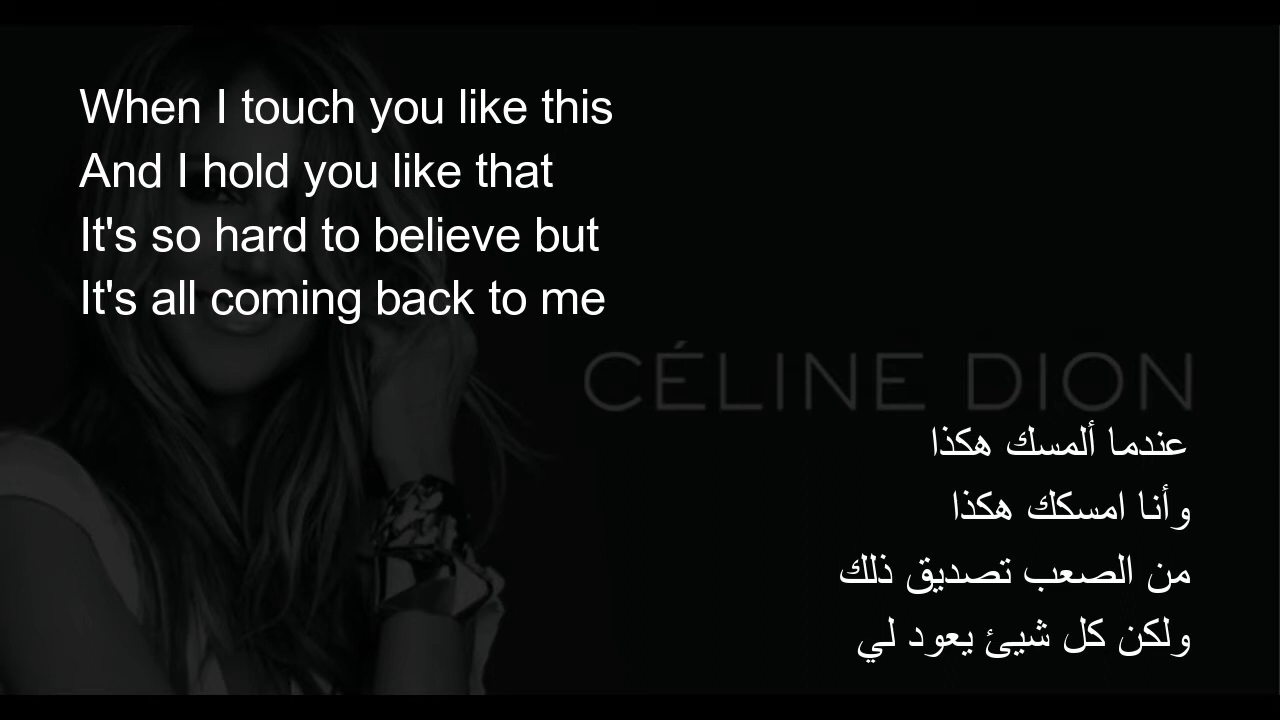 When I touch you like this
And I hold you like that
It's so hard to believe but
It's all coming back to me
CÉLINE DION
عندما ألمسك هكذا
وأنا امسكك هكذا
من الصعب تصديق ذلك
ولكن كل شيئ يعود لي